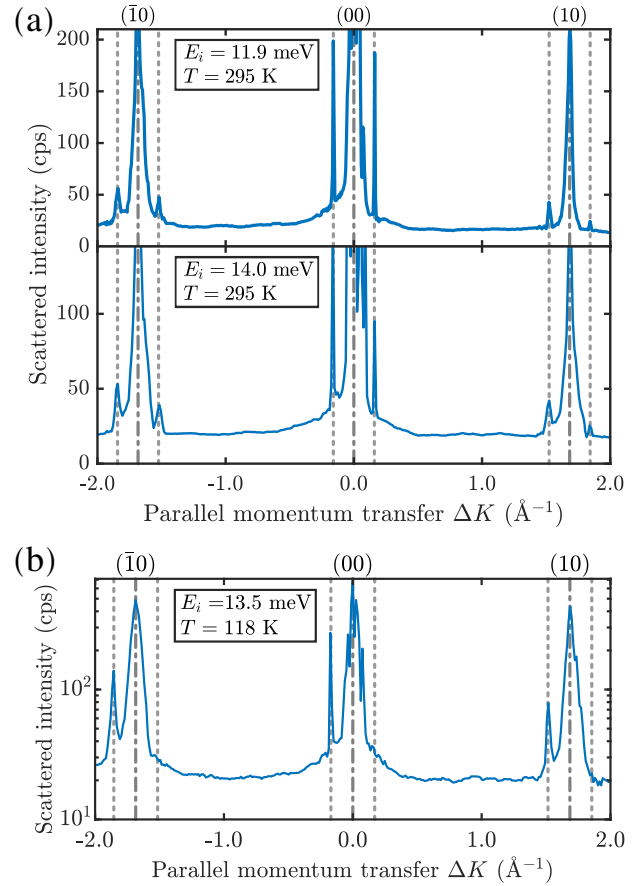 (a)
(1̄0) (00) (10)
200
150
100
50
0
E_i = 11.9 meV
T = 295 K
100
50
0
E_i = 14.0 meV
T = 295 K
Scattered intensity (cps)
-2.0 -1.0 0.0 1.0 2.0
Parallel momentum transfer ΔK (Å⁻¹)
(b)
(1̄0) (00) (10)
10²
10¹
E_i =13.5 meV
T = 118 K
Scattered intensity (cps)
-2.0 -1.0 0.0 1.0 2.0
Parallel momentum transfer ΔK (Å⁻¹)